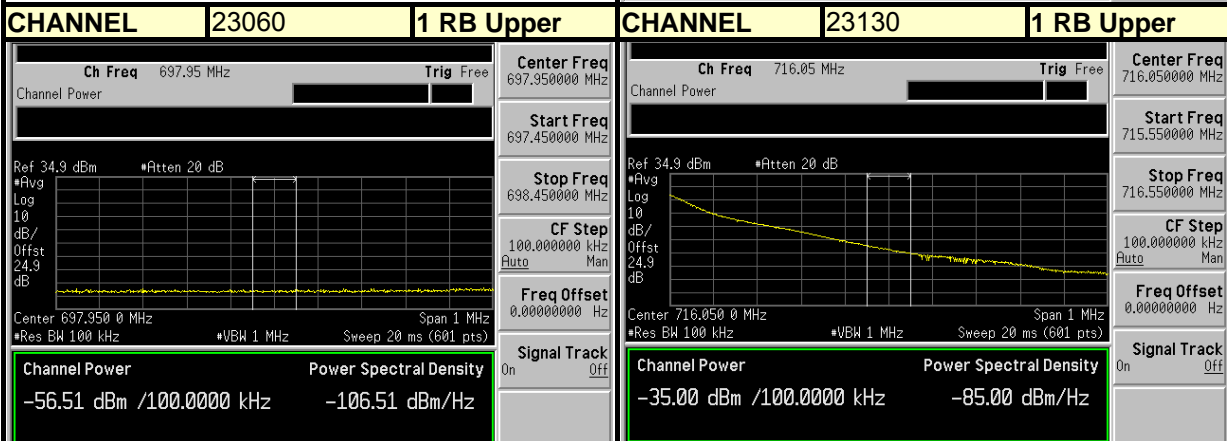 CHANNEL 23060 1 RB Upper
Ch Freq 697.95 MHz Trig Free
Channel Power
Ref 34.9 dBm #Atten 20 dB
#Avg
Log
10
dB/
Offst
24.9
dB
Center 697.950 0 MHz Span 1 MHz
#Res BW 100 kHz #VBW 1 MHz Sweep 20 ms (601 pts)
Channel Power Power Spectral Density
-56.51 dBm /100.0000 kHz -106.51 dBm/Hz
Center Freq
697.950000 MHz
Start Freq
697.450000 MHz
Stop Freq
698.450000 MHz
CF Step
100.000000 kHz
Auto Man
Freq Offset
0.00000000 Hz
Signal Track
On Off
CHANNEL 23130 1 RB Upper
Ch Freq 716.05 MHz Trig Free
Channel Power
Ref 34.9 dBm #Atten 20 dB
#Avg
Log
10
dB/
Offst
24.9
dB
Center 716.050 0 MHz Span 1 MHz
#Res BW 100 kHz #VBW 1 MHz Sweep 20 ms (601 pts)
Channel Power Power Spectral Density
-35.00 dBm /100.0000 kHz -85.00 dBm/Hz
Center Freq
716.050000 MHz
Start Freq
715.550000 MHz
Stop Freq
716.550000 MHz
CF Step
100.000000 kHz
Auto Man
Freq Offset
0.00000000 Hz
Signal Track
On Off